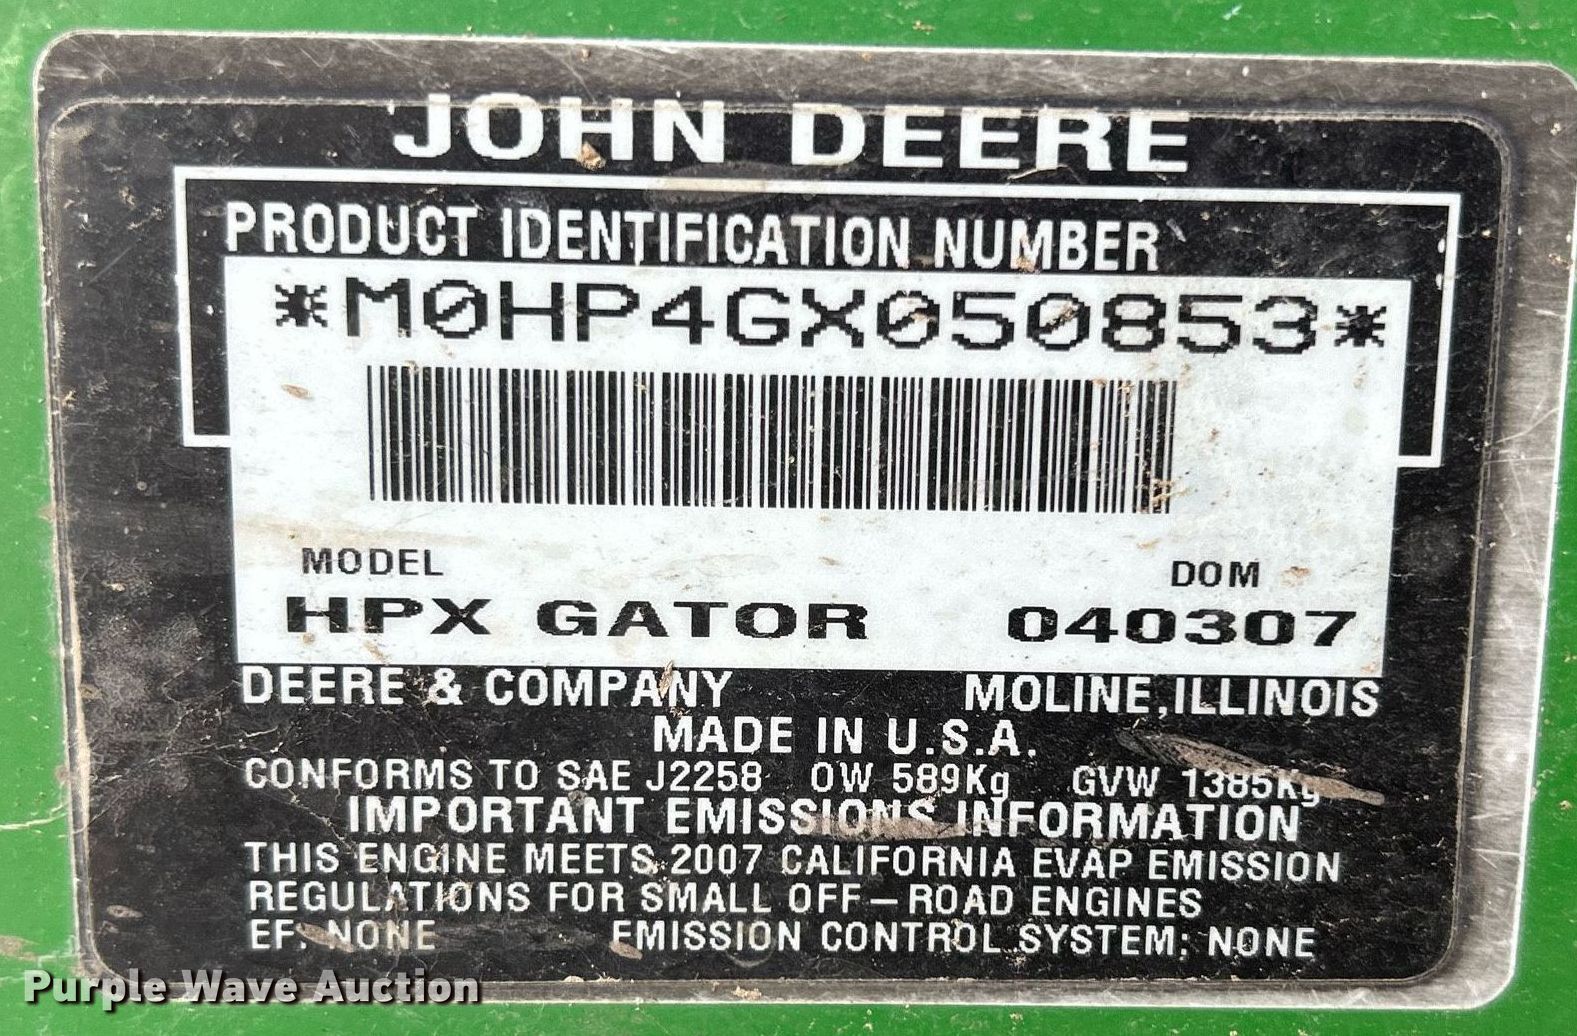 JOHN DEERE
PRODUCT IDENTIFICATION NUMBER
*M0HP4GX050853*
MODEL DOM
HPX GATOR 040307
DEERE & COMPANY MOLINE, ILLINOIS
MADE IN U.S.A.
CONFORMS TO SAE J2258 OW 589Kg GVW 1385Kg
IMPORTANT EMISSIONS INFORMATION
THIS ENGINE MEETS 2007 CALIFORNIA EVAP EMISSION
REGULATIONS FOR SMALL OFF-ROAD ENGINES
EF. NONE EMISSION CONTROL SYSTEM: NONE
Purple Wave Auction